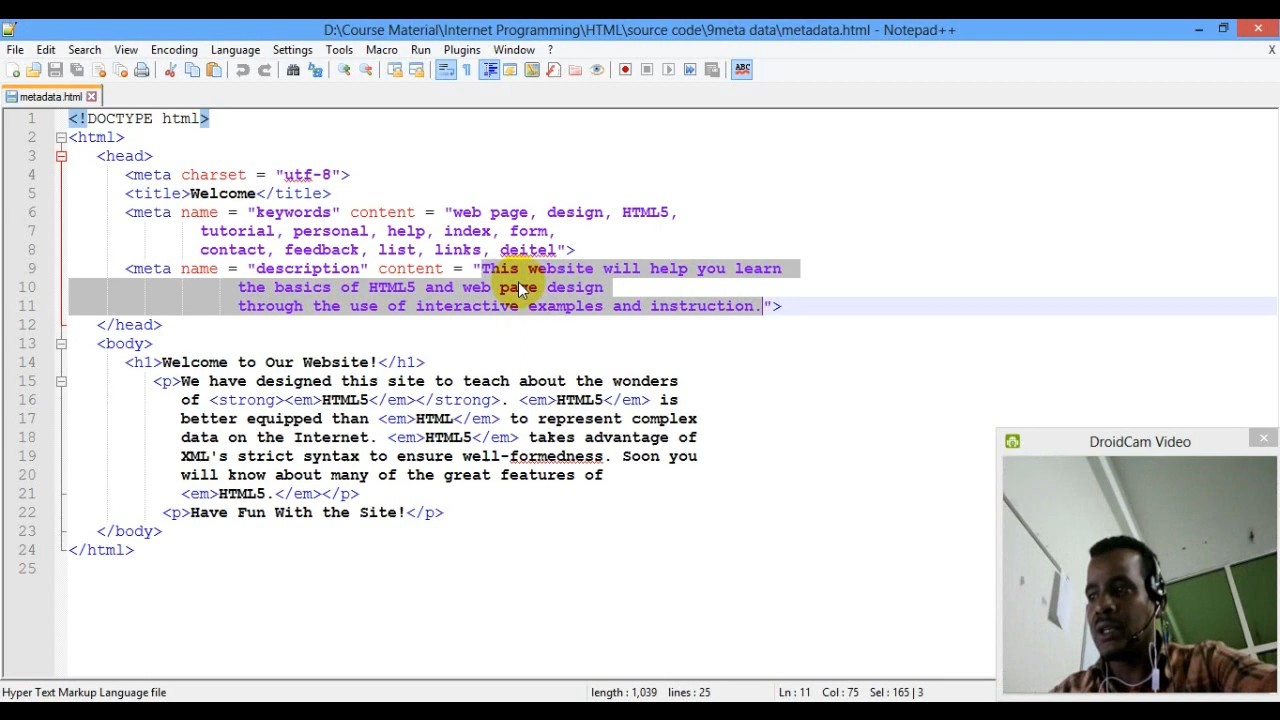 D:\Course Material\Internet Programming\HTML\source code\9meta data\metadata.html - Notepad++
File Edit Search View Encoding Language Settings Tools Macro Run Plugins Window ? X
ABC
metadata.html
1 <!DOCTYPE html>
2 <html>
3 <head>
4 <meta charset = "utf-8">
5 <title>Welcome</title>
6 <meta name = "keywords" content = "web page, design, HTML5,
7 tutorial, personal, help, index, form,
8 contact, feedback, list, links, deitel">
9 <meta name = "description" content = "This website will help you learn
10 the basics of HTML5 and web page design
11 through the use of interactive examples and instruction.">
12 </head>
13 <body>
14 <h1>Welcome to Our Website!</h1>
15 <p>We have designed this site to teach about the wonders
16 of <strong><em>HTML5</em></strong>. <em>HTML5</em> is
17 better equipped than <em>HTML</em> to represent complex
18 data on the Internet. <em>HTML5</em> takes advantage of
19 XML's strict syntax to ensure well-formedness. Soon you
20 will know about many of the great features of
21 <em>HTML5.</em></p>
22 <p>Have Fun With the Site!</p>
23 </body>
24 </html>
25
DroidCam Video
Hyper Text Markup Language file length : 1,039 lines : 25 Ln : 11 Col : 75 Sel : 165 | 3